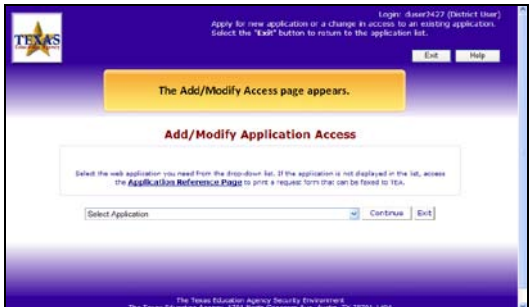 Login: duser2427 (District User)
Apply for new application or a change in access to an existing application.
Select the "Exit" button to return to the application list.
TEXAS
Exit Help
The Add/Modify Access page appears.
Add/Modify Application Access
Select the web application you need from the drop-down list. If the application is not displayed in the list, access
the Application Reference Page to print a request form that can be faxed to TEA.
Select Application Continue Exit
The Texas Education Agency Security Environment